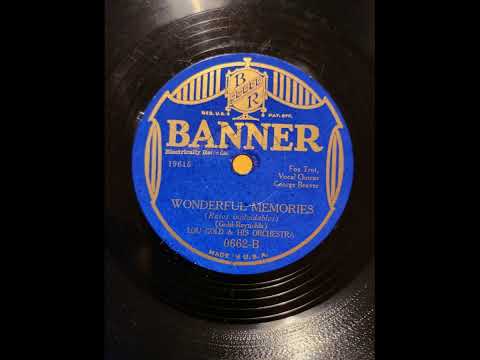 B
R
REG. U.S. & PAT. OFF.
BANNER
Electrically Recorded
19615
Fox Trot,
Vocal Chorus
George Beaver
WONDERFUL MEMORIES
(Ratos inolvidables)
(Gold-Reynolds)
LOU GOLD & HIS ORCHESTRA
0662-B
MADE IN U.S.A.